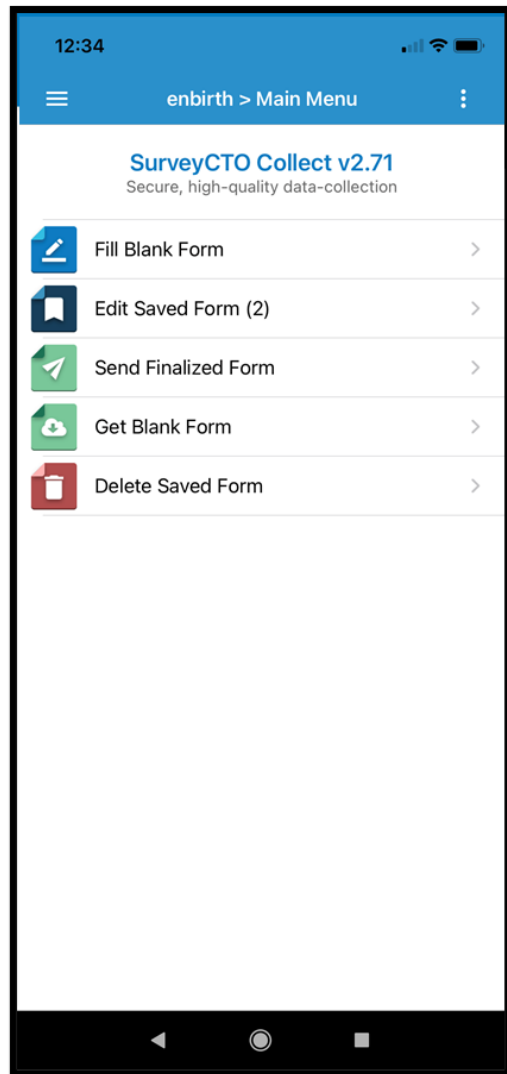 12:34
enbirth > Main Menu
SurveyCTO Collect v2.71
Secure, high-quality data-collection
Fill Blank Form
Edit Saved Form (2)
Send Finalized Form
Get Blank Form
Delete Saved Form